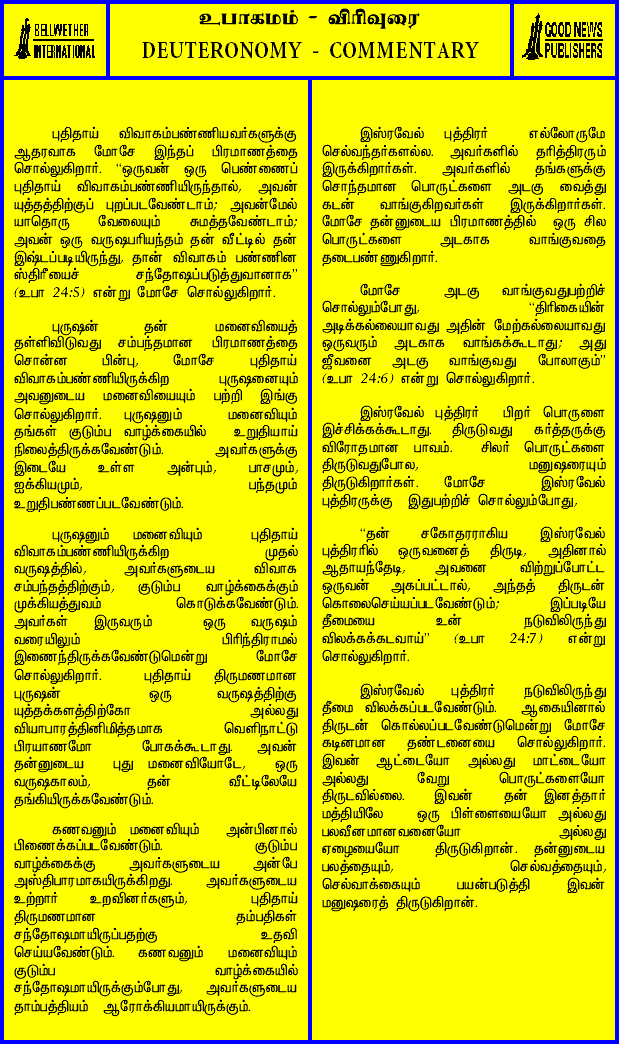 BELLWETHER
INTERNATIONAL
உபாகமம் - விரிவுரை
DEUTERONOMY - COMMENTARY
GOOD NEWS
PUBLISHERS
புதிதாய் விவாகம்பண்ணியவர்களுக்கு
ஆதரவாக மோசே இந்தப் பிரமாணத்தை
சொல்லுகிறார். “ஒருவன் ஒரு பெண்ணைப்
புதிதாய் விவாகம்பண்ணியிருந்தால், அவன்
யுத்தத்திற்குப் புறப்படவேண்டாம்; அவன்மேல்
யாதொரு வேலையும் சுமத்தவேண்டாம்;
அவன் ஒரு வருஷபரியந்தம் தன் வீட்டில் தன்
இஷ்டப்படியிருந்து, தான் விவாகம் பண்ணின
ஸ்திரீயைச் சந்தோஷப்படுத்துவானாக”
(உபா 24:5) என்று மோசே சொல்லுகிறார்.
புருஷன் தன் மனைவியைத்
தள்ளிவிடுவது சம்பந்தமான பிரமாணத்தை
சொன்ன பின்பு, மோசே புதிதாய்
விவாகம்பண்ணியிருக்கிற புருஷனையும்
அவனுடைய மனைவியையும் பற்றி இங்கு
சொல்லுகிறார். புருஷனும் மனைவியும்
தங்கள் குடும்ப வாழ்க்கையில் உறுதியாய்
நிலைத்திருக்கவேண்டும். அவர்களுக்கு
இடையே உள்ள அன்பும், பாசமும்,
ஐக்கியமும், பந்தமும்
உறுதிபண்ணப்படவேண்டும்.
புருஷனும் மனைவியும் புதிதாய்
விவாகம்பண்ணியிருக்கிற முதல்
வருஷத்தில், அவர்களுடைய விவாக
சம்பந்தத்திற்கும், குடும்ப வாழ்க்கைக்கும்
முக்கியத்துவம் கொடுக்கவேண்டும்.
அவர்கள் இருவரும் ஒரு வருஷம்
வரையிலும் பிரிந்திராமல்
இணைந்திருக்கவேண்டுமென்று மோசே
சொல்லுகிறார். புதிதாய் திருமணமான
புருஷன் ஒரு வருஷத்திற்கு
யுத்தக்களத்திற்கோ அல்லது
வியாபாரத்தினிமித்தமாக வெளிநாட்டு
பிரயாணமோ போகக்கூடாது. அவன்
தன்னுடைய புது மனைவியோடே, ஒரு
வருஷகாலம், தன் வீட்டிலேயே
தங்கியிருக்கவேண்டும்.
கணவனும் மனைவியும் அன்பினால்
பிணைக்கப்படவேண்டும். குடும்ப
வாழ்க்கைக்கு அவர்களுடைய அன்பே
அஸ்திபாரமாகயிருக்கிறது. அவர்களுடைய
உற்றார் உறவினர்களும், புதிதாய்
திருமணமான தம்பதிகள்
சந்தோஷமாயிருப்பதற்கு உதவி
செய்யவேண்டும். கணவனும் மனைவியும்
குடும்ப வாழ்க்கையில்
சந்தோஷமாயிருக்கும்போது, அவர்களுடைய
தாம்பத்தியம் ஆரோக்கியமாயிருக்கும்.
இஸ்ரவேல் புத்திரர் எல்லோருமே
செல்வந்தர்களல்ல. அவர்களில் தரித்திரரும்
இருக்கிறார்கள். அவர்களில் தங்களுக்கு
சொந்தமான பொருட்களை அடகு வைத்து
கடன் வாங்குகிறவர்கள் இருக்கிறார்கள்.
மோசே தன்னுடைய பிரமாணத்தில் ஒரு சில
பொருட்களை அடகாக வாங்குவதை
தடைபண்ணுகிறார்.
மோசே அடகு வாங்குவதுபற்றிச்
சொல்லும்போது, “திரிகையின்
அடிக்கல்லையாவது அதின் மேற்கல்லையாவது
ஒருவரும் அடகாக வாங்கக்கூடாது; அது
ஜீவனை அடகு வாங்குவது போலாகும்”
(உபா 24:6) என்று சொல்லுகிறார்.
இஸ்ரவேல் புத்திரர் பிறர் பொருளை
இச்சிக்கக்கூடாது. திருடுவது கர்த்தருக்கு
விரோதமான பாவம். சிலர் பொருட்களை
திருடுவதுபோல, மனுஷரையும்
திருடுகிறார்கள். மோசே இஸ்ரவேல்
புத்திரருக்கு இதுபற்றிச் சொல்லும்போது,
“தன் சகோதரராகிய இஸ்ரவேல்
புத்திரரில் ஒருவனைத் திருடி, அதினால்
ஆதாயந்தேடி, அவனை விற்றுப்போட்ட
ஒருவன் அகப்பட்டால், அந்தத் திருடன்
கொலைசெய்யப்படவேண்டும்; இப்படியே
தீமையை உன் நடுவிலிருந்து
விலக்கக்கடவாய்” (உபா 24:7) என்று
சொல்லுகிறார்.
இஸ்ரவேல் புத்திரர் நடுவிலிருந்து
தீமை விலக்கப்படவேண்டும். ஆகையினால்
திருடன் கொல்லப்படவேண்டுமென்று மோசே
கடினமான தண்டனையை சொல்லுகிறார்.
இவன் ஆட்டையோ அல்லது மாட்டையோ
அல்லது வேறு பொருட்களையோ
திருடவில்லை. இவன் தன் இனத்தார்
மத்தியிலே ஒரு பிள்ளையையோ அல்லது
பலவீனமானவனையோ அல்லது
ஏழையையோ திருடுகிறான். தன்னுடைய
பலத்தையும், செல்வத்தையும்,
செல்வாக்கையும் பயன்படுத்தி இவன்
மனுஷரைத் திருடுகிறான்.